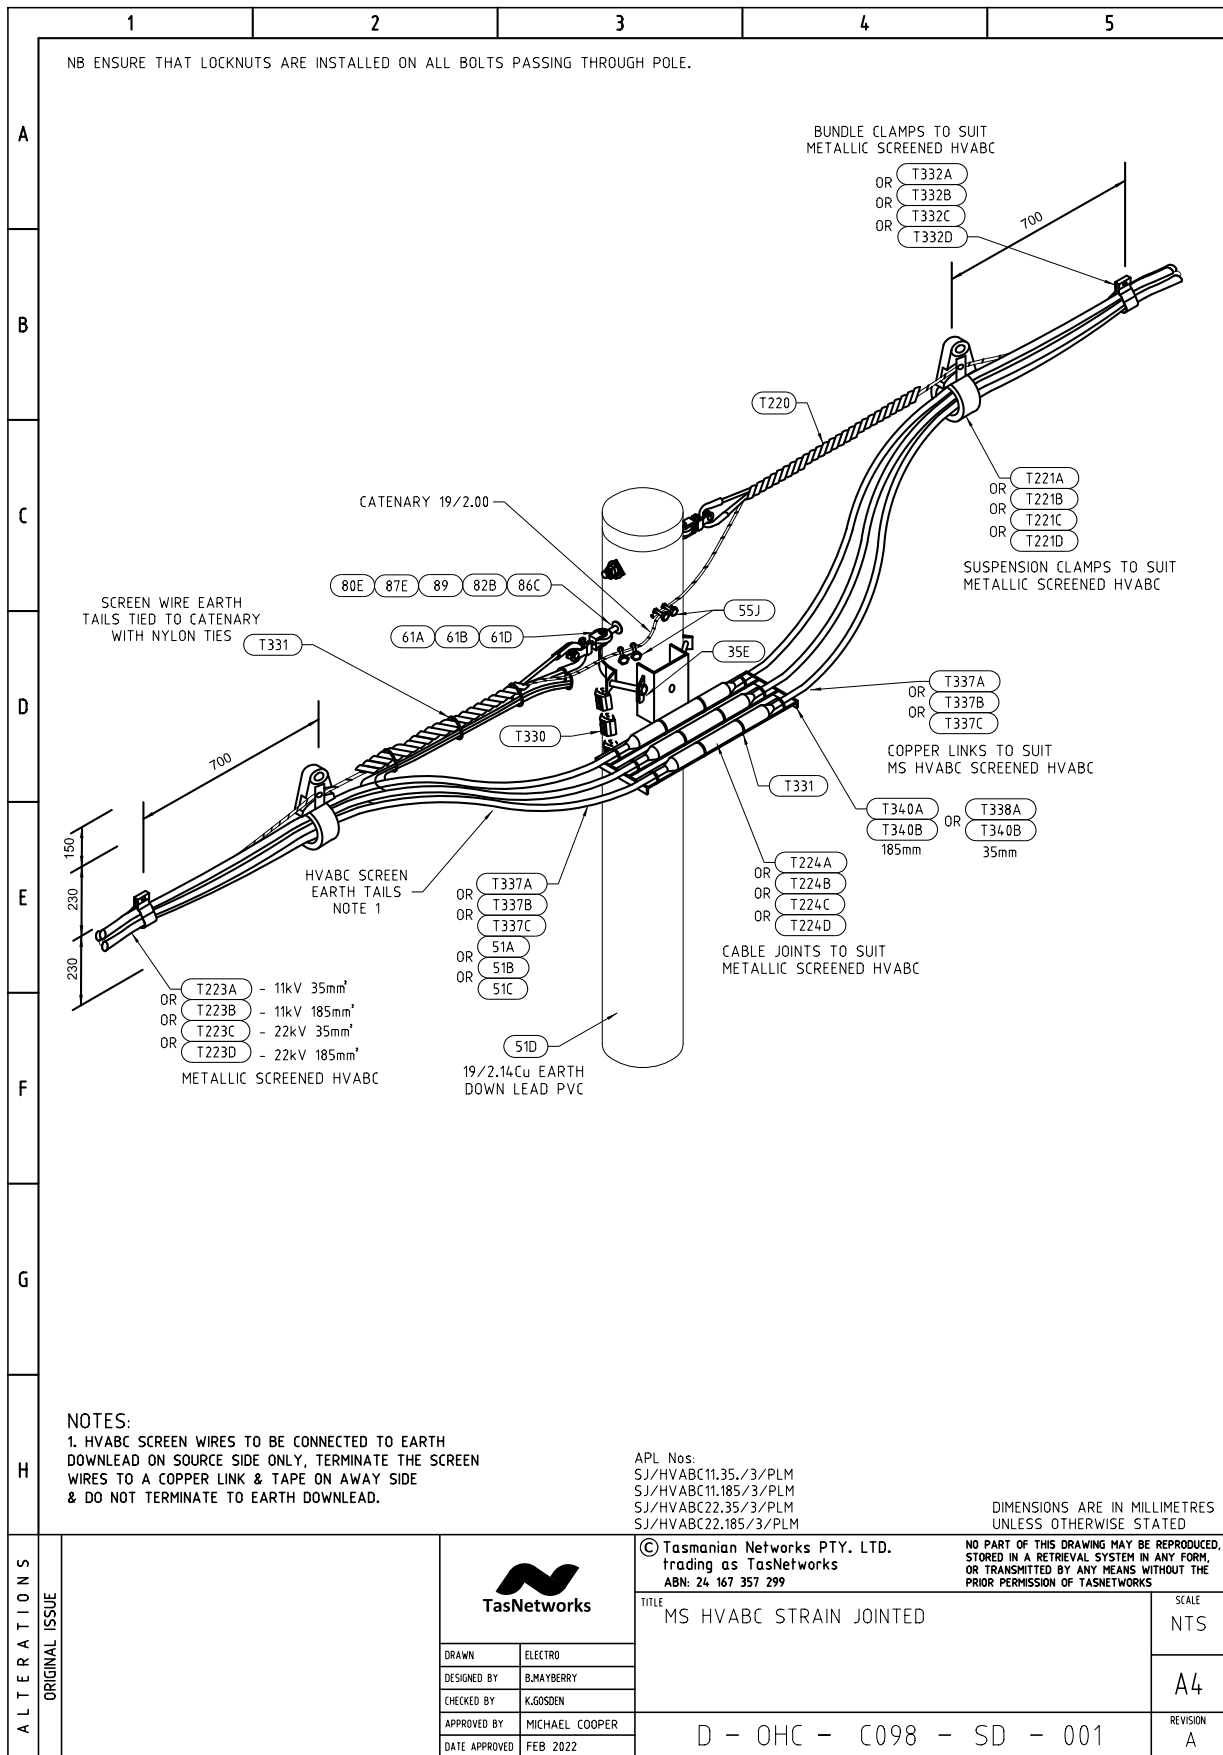 1 2 3 4 5
NB ENSURE THAT LOCKNUTS ARE INSTALLED ON ALL BOLTS PASSING THROUGH POLE.
A
B
C
D
E
F
G
H
BUNDLE CLAMPS TO SUIT
METALLIC SCREENED HVABC
T332A
OR
T332B
OR
T332C
OR
T332D
700
T220
CATENARY 19/2.00
T221A
OR
T221B
OR
T221C
OR
T221D
SUSPENSION CLAMPS TO SUIT
METALLIC SCREENED HVABC
80E 87E 89 82B 86C
SCREEN WIRE EARTH
TAILS TIED TO CATENARY
WITH NYLON TIES
T331
61A 61B 61D
55J
35E
T337A
OR
T337B
OR
T337C
COPPER LINKS TO SUIT
MS HVABC SCREENED HVABC
T330
700
T331
T340A OR T338A
T340B T340B
185mm 35mm
150
230
230
HVABC SCREEN
EARTH TAILS
NOTE 1
T337A
OR
T337B
OR
T337C
OR
51A
OR
51B
OR
51C
T224A
OR
T224B
OR
T224C
OR
T224D
CABLE JOINTS TO SUIT
METALLIC SCREENED HVABC
T223A - 11kV 35mm²
OR
T223B - 11kV 185mm²
OR
T223C - 22kV 35mm²
OR
T223D - 22kV 185mm²
METALLIC SCREENED HVABC
51D
19/2.14Cu EARTH
DOWN LEAD PVC
NOTES:
1. HVABC SCREEN WIRES TO BE CONNECTED TO EARTH
DOWNLEAD ON SOURCE SIDE ONLY, TERMINATE THE SCREEN
WIRES TO A COPPER LINK & TAPE ON AWAY SIDE
& DO NOT TERMINATE TO EARTH DOWNLEAD.
APL Nos:
SJ/HVABC11.35./3/PLM
SJ/HVABC11.185/3/PLM
SJ/HVABC22.35/3/PLM
SJ/HVABC22.185/3/PLM
DIMENSIONS ARE IN MILLIMETRES
UNLESS OTHERWISE STATED
ALTERATIONS
ORIGINAL ISSUE
TasNetworks
DRAWN ELECTRO
DESIGNED BY B.MAYBERRY
CHECKED BY K.GOSDEN
APPROVED BY MICHAEL COOPER
DATE APPROVED FEB 2022
© Tasmanian Networks PTY. LTD.
trading as TasNetworks
ABN: 24 167 357 299
NO PART OF THIS DRAWING MAY BE REPRODUCED,
STORED IN A RETRIEVAL SYSTEM IN ANY FORM,
OR TRANSMITTED BY ANY MEANS WITHOUT THE
PRIOR PERMISSION OF TASNETWORKS
TITLE
MS HVABC STRAIN JOINTED
SCALE
NTS
A4
REVISION
A
D - OHC - C098 - SD - 001